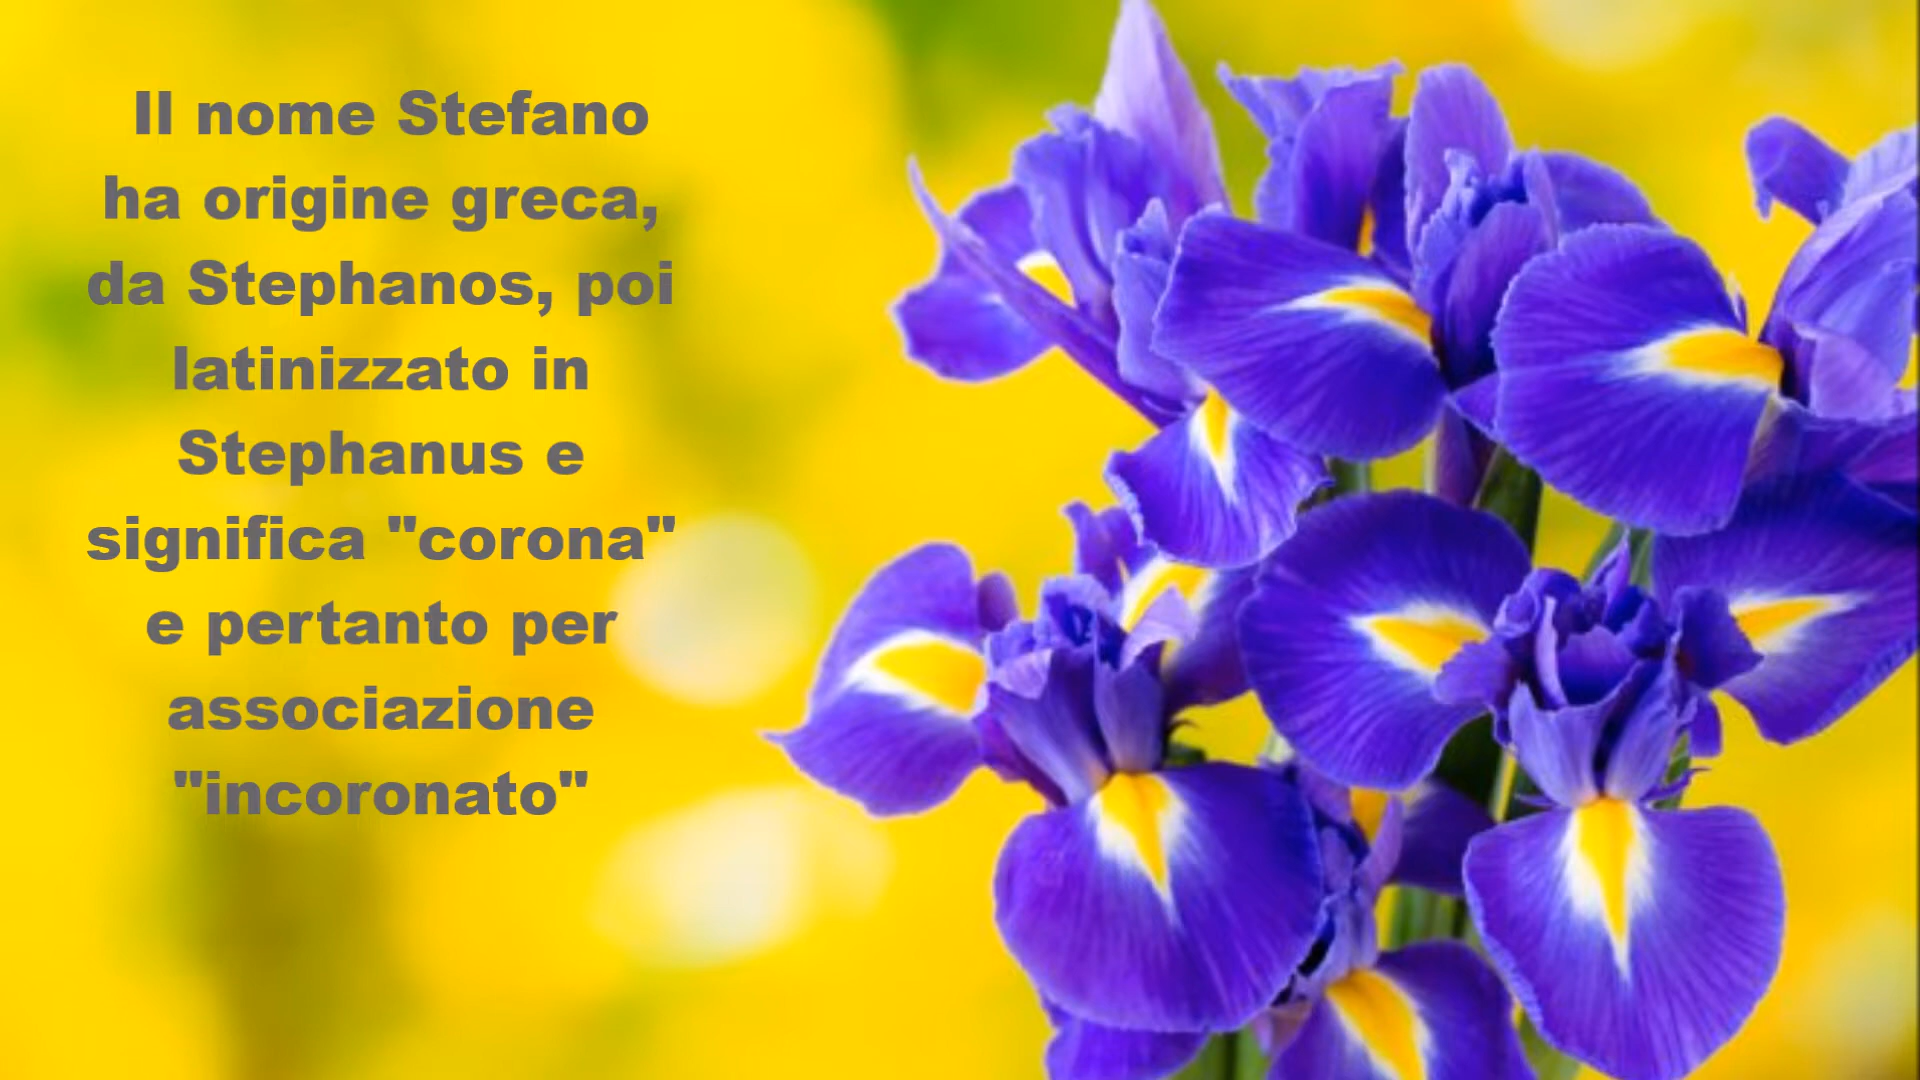 Il nome Stefano
ha origine greca,
da Stephanos, poi
latinizzato in
Stephanus e
significa "corona"
e pertanto per
associazione
"incoronato"